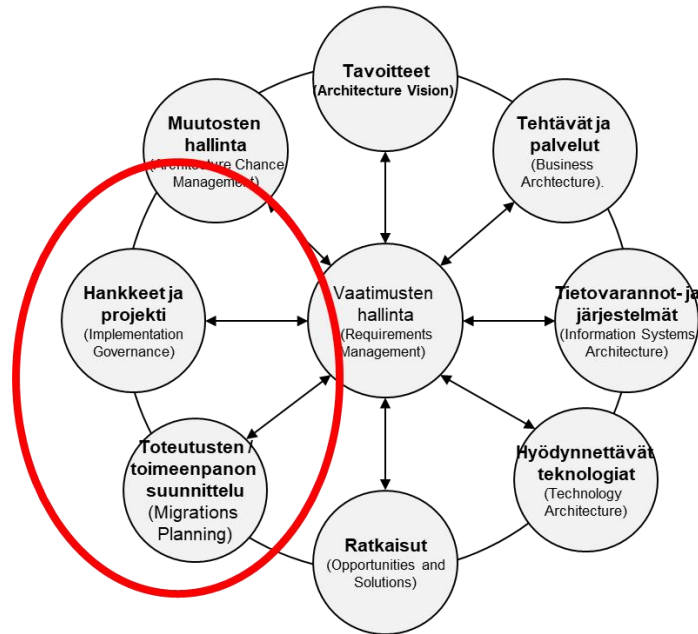 Tavoitteet
(Architecture Vision)
Tehtävät ja
palvelut
(Business
Archtecture).
Tietovarannot- ja
järjestelmät
(Information Systems
Architecture)
Hyödynnettävät
teknologiat
(Technology
Architecture)
Ratkaisut
(Opportunities and
Solutions)
Toteutusten /
toimeenpanon
suunnittelu
(Migrations
Planning)
Hankkeet ja
projekti
(Implementation
Governance)
Muutosten
hallinta
(Architecture Chance
Management)
Vaatimusten
hallinta
(Requirements
Management)